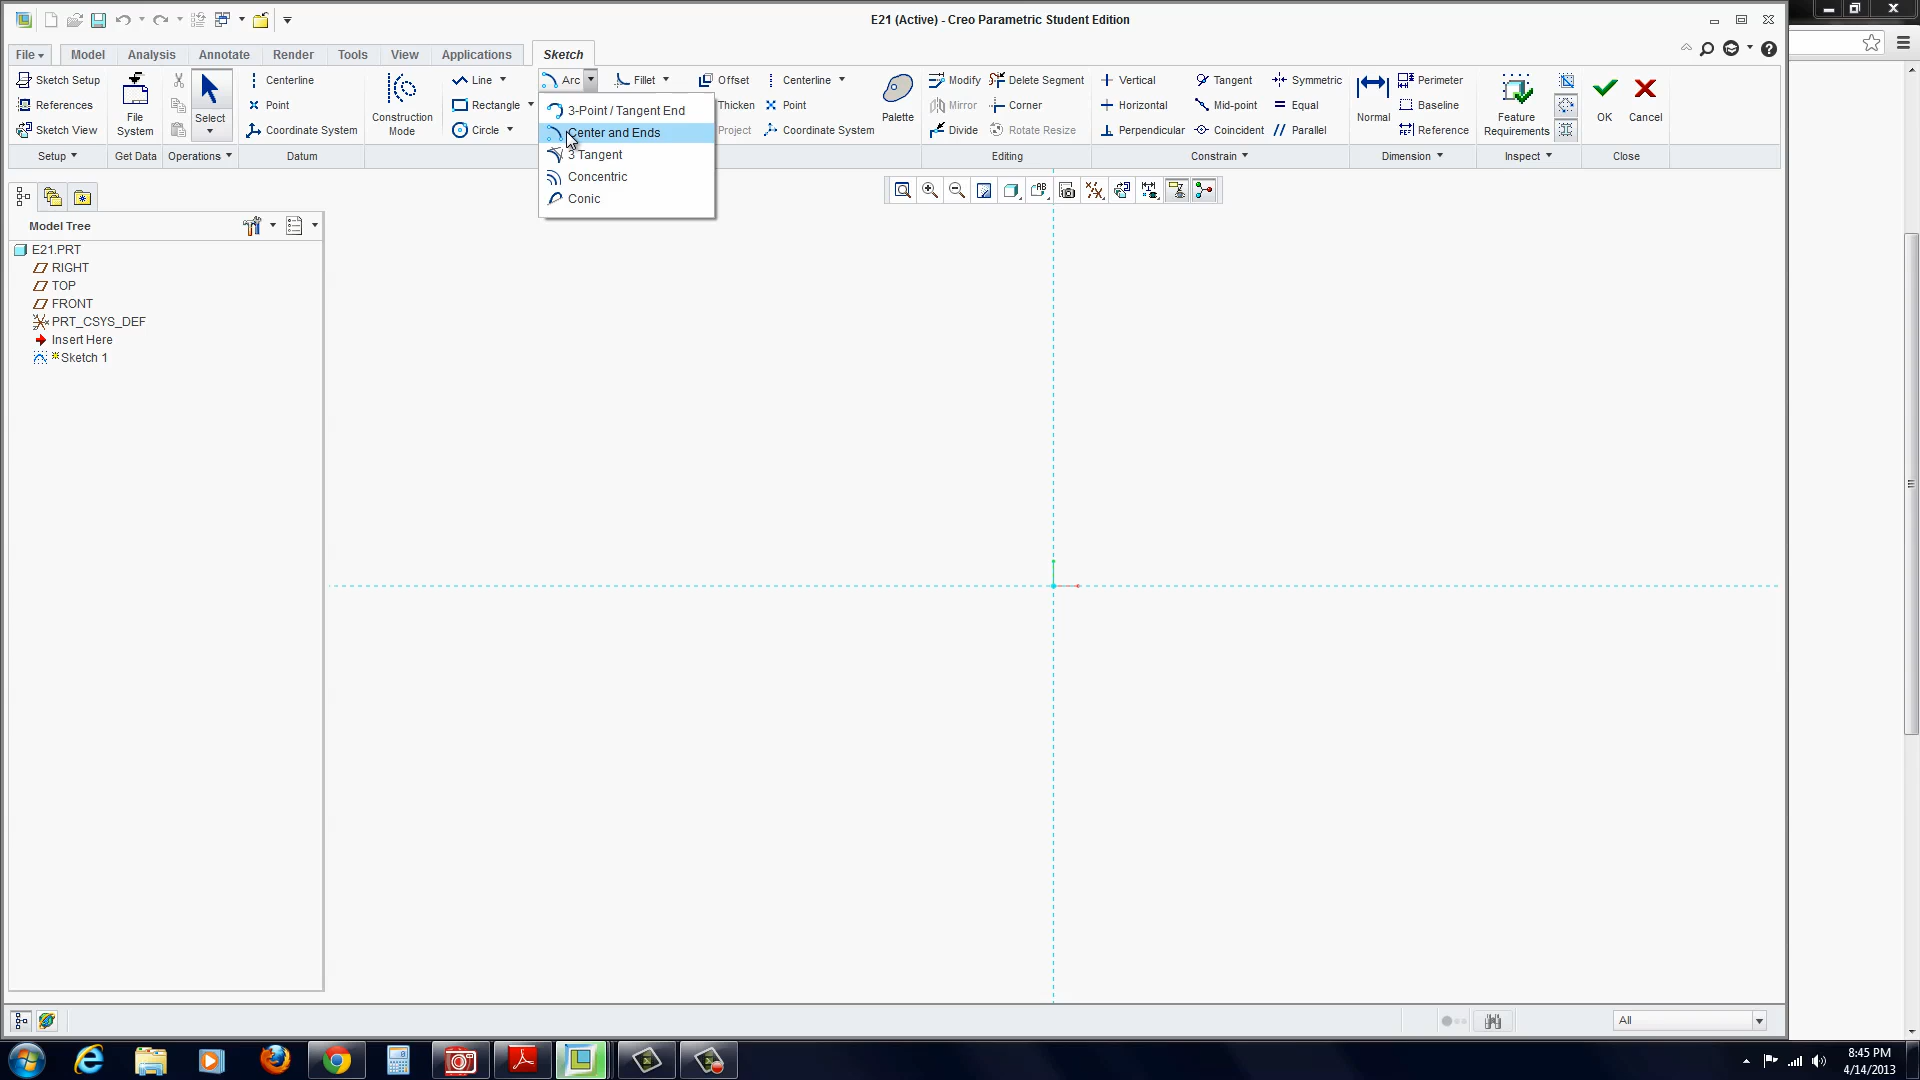 E21 (Active) - Creo Parametric Student Edition
File Model Analysis Annotate Render Tools View Applications Sketch
Sketch Setup
References
Sketch View
Setup
File System
Get Data
Select
Operations
Centerline
Point
Coordinate System
Datum
Construction Mode
Line
Rectangle
Circle
Arc
3-Point / Tangent End
Center and Ends
3 Tangent
Concentric
Conic
Fillet
Offset
Thicken
Project
Centerline
Point
Coordinate System
Palette
Modify
Mirror
Divide
Delete Segment
Corner
Rotate Resize
Editing
Vertical
Horizontal
Perpendicular
Tangent
Mid-point
Coincident
Symmetric
Equal
Parallel
Constrain
Normal
Perimeter
Baseline
Reference
Dimension
Feature Requirements
Inspect
OK
Cancel
Close
Model Tree
E21.PRT
RIGHT
TOP
FRONT
PRT_CSYS_DEF
Insert Here
Sketch 1
All
8:45 PM
4/14/2013